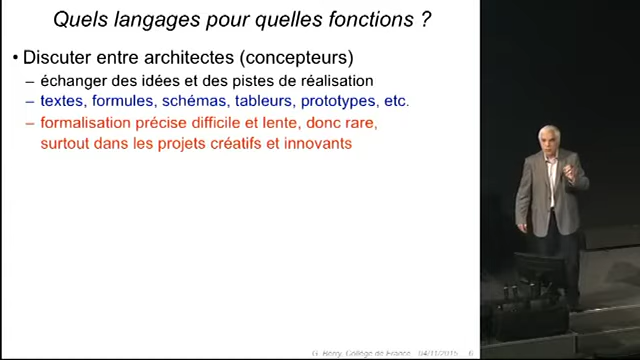 Quels langages pour quelles fonctions ?
• Discuter entre architectes (concepteurs)
– échanger des idées et des pistes de réalisation
– textes, formules, schémas, tableurs, prototypes, etc.
– formalisation précise difficile et lente, donc rare,
surtout dans les projets créatifs et innovants
G. Berry, Collège de France 04/11/2015 6